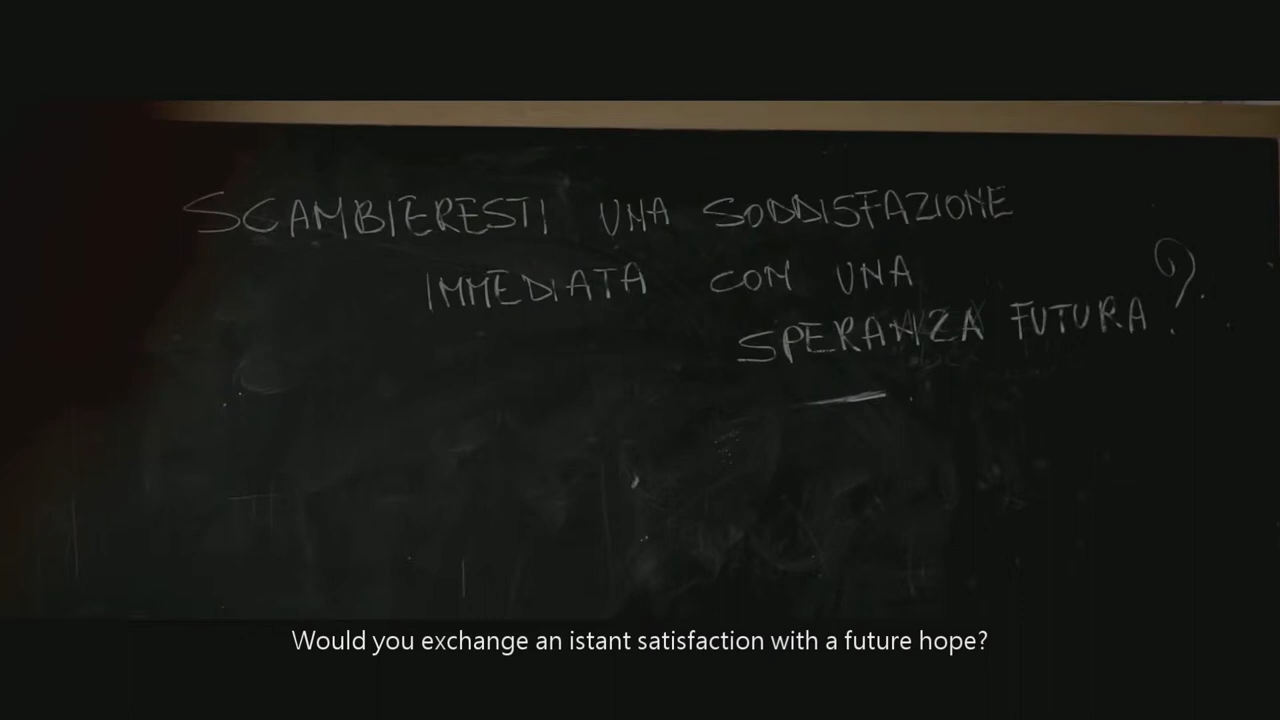 SCAMBIERESTI UNA SODDISFAZIONE
IMMEDIATA CON UNA
SPERANZA FUTURA?
Would you exchange an istant satisfaction with a future hope?